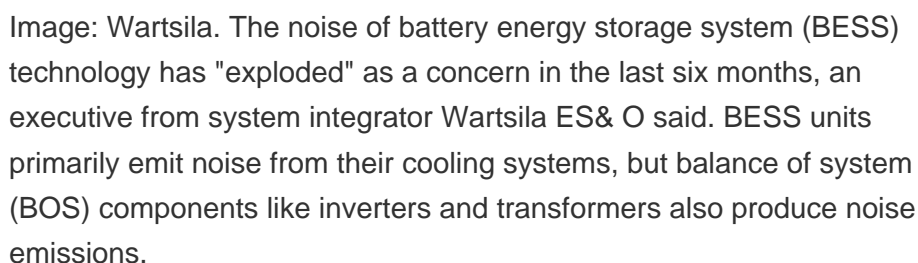 Image: Wartsila. The noise of battery energy storage system (BESS)
technology has "exploded" as a concern in the last six months, an
executive from system integrator Wartsila ES& O said. BESS units
primarily emit noise from their cooling systems, but balance of system
(BOS) components like inverters and transformers also produce noise
emissions.